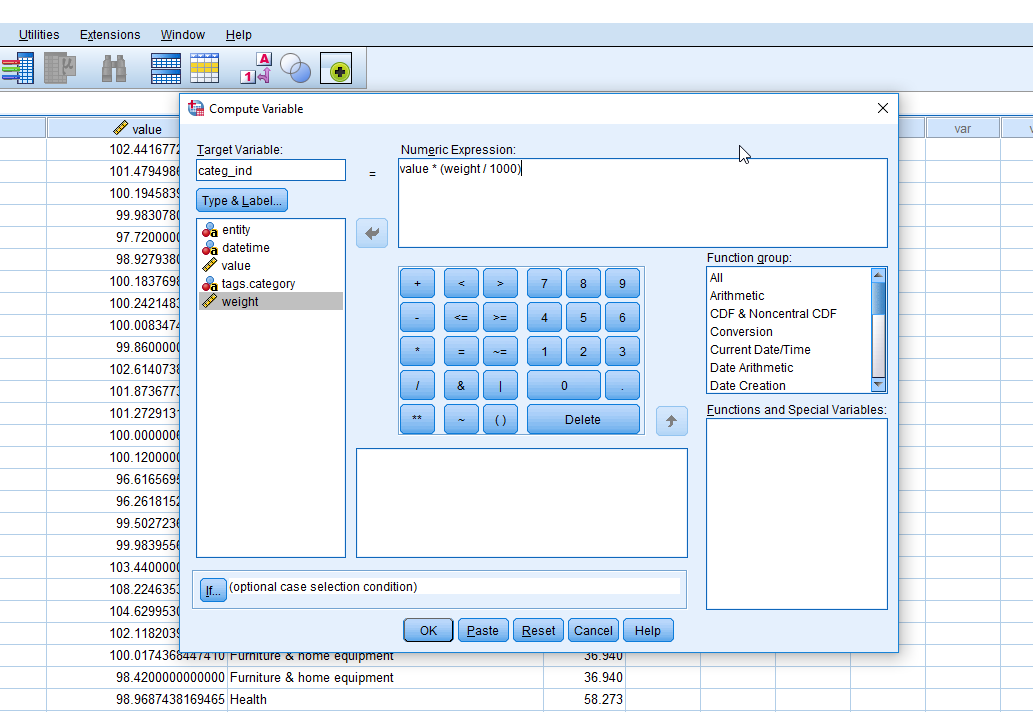 Utilities Extensions Window Help
A
1
Compute Variable
value
var
Target Variable:
Numeric Expression:
categ_ind
=
value * (weight / 1000)
Type & Label...
entity
datetime
value
tags.category
weight
+ < > 7 8 9
- <= >= 4 5 6
* = ~= 1 2 3
/ & | 0 .
** ~ ( ) Delete
Function group:
All
Arithmetic
CDF & Noncentral CDF
Conversion
Current Date/Time
Date Arithmetic
Date Creation
Functions and Special Variables:
If... (optional case selection condition)
OK Paste Reset Cancel Help
102.4416772
101.4794986
100.1945839
99.9830780
97.7200000
98.9279380
100.1837698
100.2421483
100.0083474
99.8600000
102.6140738
101.8736773
101.2729131
100.0000006
100.1200000
96.6165695
96.2618152
99.5027236
99.9839556
103.4400000
108.2246353
104.6299530
102.1182039
100.0174368447410 Furniture & home equipment 36.940
98.4200000000000 Furniture & home equipment 36.940
98.9687438169465 Health 58.273